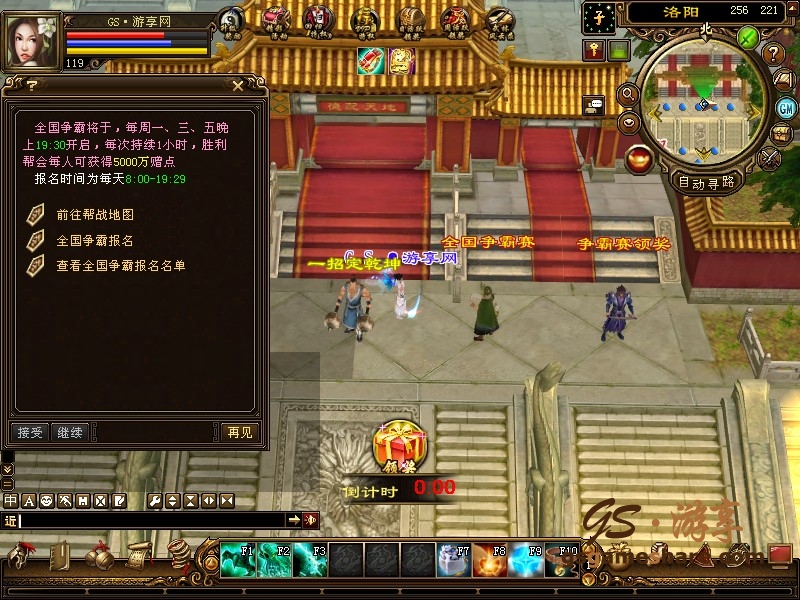 GS·游享网
119
洛阳
256 221
北
GM
自动寻路
?
全国争霸将于，每周一、三、五晚
上19:30开启，每次持续1小时，胜利
帮会每人可获得5000万赠点
报名时间为每天8:00-19:29
前往帮战地图
全国争霸报名
查看全国争霸报名名单
接受
继续
再见
全国争霸赛
争霸赛领奖
一招定乾坤
GS·游享网
领奖
倒计时 0:00
中
A
近
F1
F2
F3
F7
F8
F9
F10
GS·游享